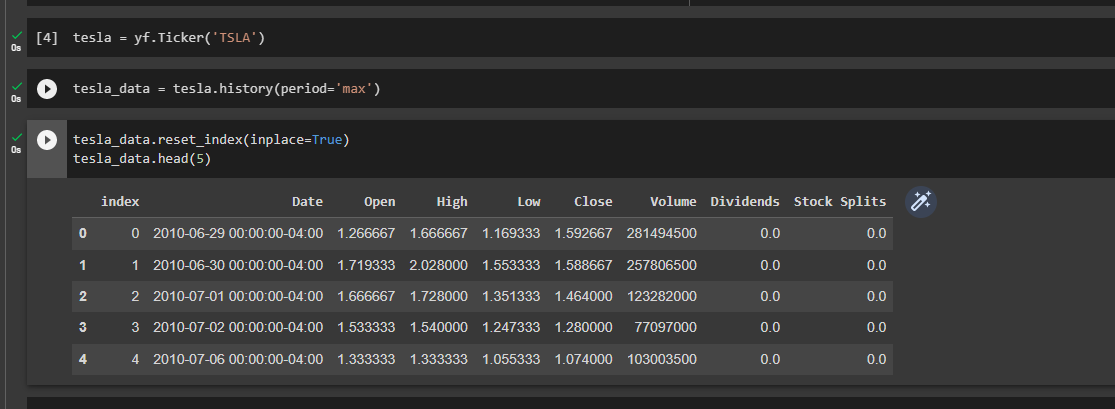 [4] tesla = yf.Ticker('TSLA')
0s
tesla_data = tesla.history(period='max')
0s
tesla_data.reset_index(inplace=True)
0s
tesla_data.head(5)
index Date Open High Low Close Volume Dividends Stock Splits
0 0 2010-06-29 00:00:00-04:00 1.266667 1.666667 1.169333 1.592667 281494500 0.0 0.0
1 1 2010-06-30 00:00:00-04:00 1.719333 2.028000 1.553333 1.588667 257806500 0.0 0.0
2 2 2010-07-01 00:00:00-04:00 1.666667 1.728000 1.351333 1.464000 123282000 0.0 0.0
3 3 2010-07-02 00:00:00-04:00 1.533333 1.540000 1.247333 1.280000 77097000 0.0 0.0
4 4 2010-07-06 00:00:00-04:00 1.333333 1.333333 1.055333 1.074000 103003500 0.0 0.0